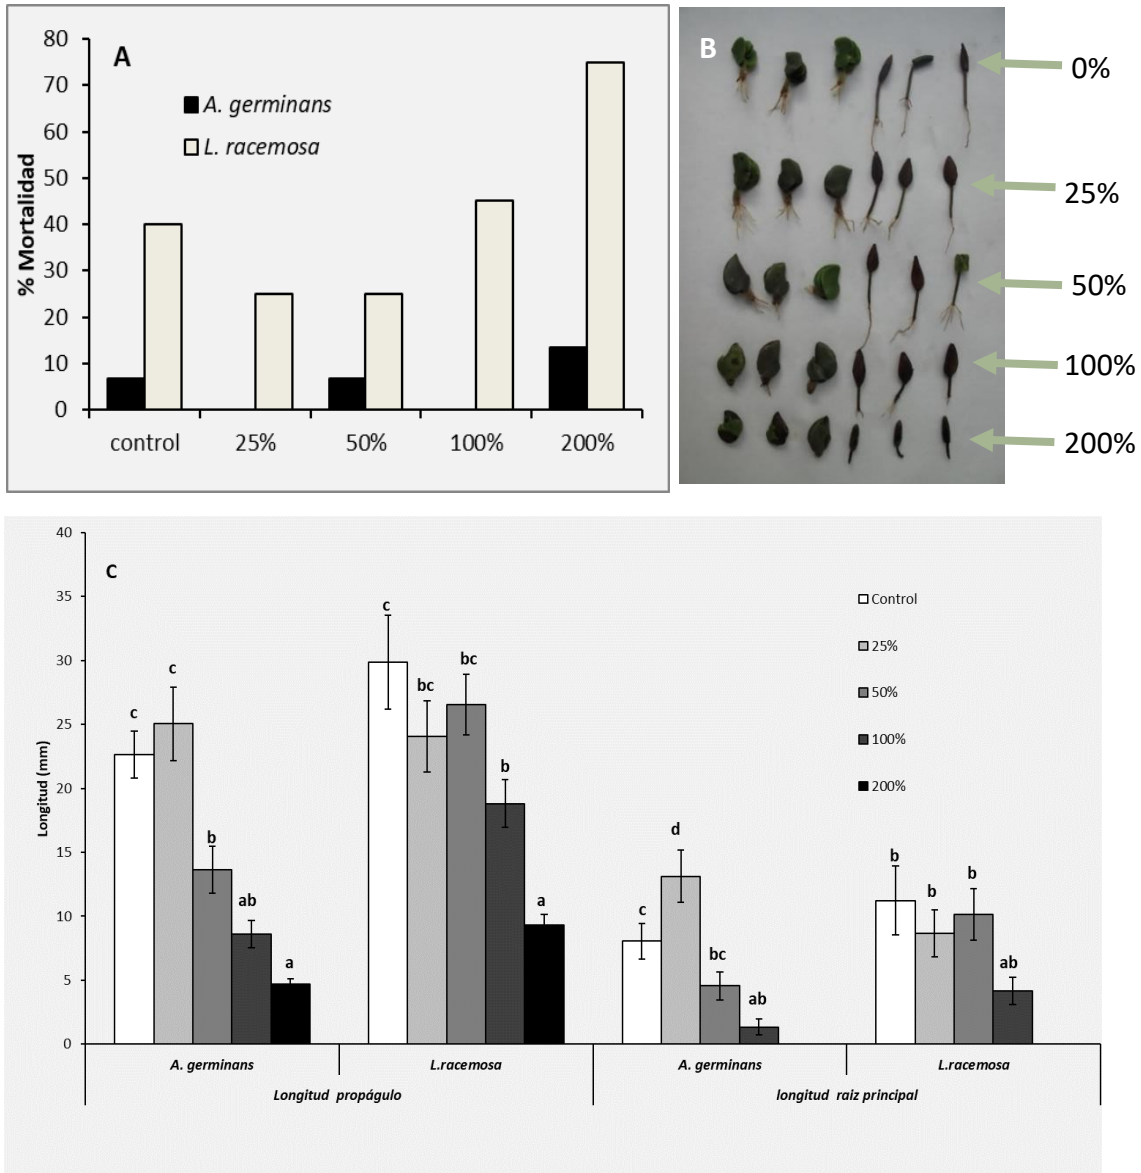 A
80
70
60
50
40
30
20
10
0
% Mortalidad
A. germinans
L. racemosa
control 25% 50% 100% 200%
B
0%
25%
50%
100%
200%
C
40
35
30
25
20
15
10
5
0
Longitud (mm)
c c b ab a
c bc bc b a
c d bc ab
b b b ab
Control
25%
50%
100%
200%
A. germinans L.racemosa A. germinans L.racemosa
Longitud propágulo longitud raiz principal